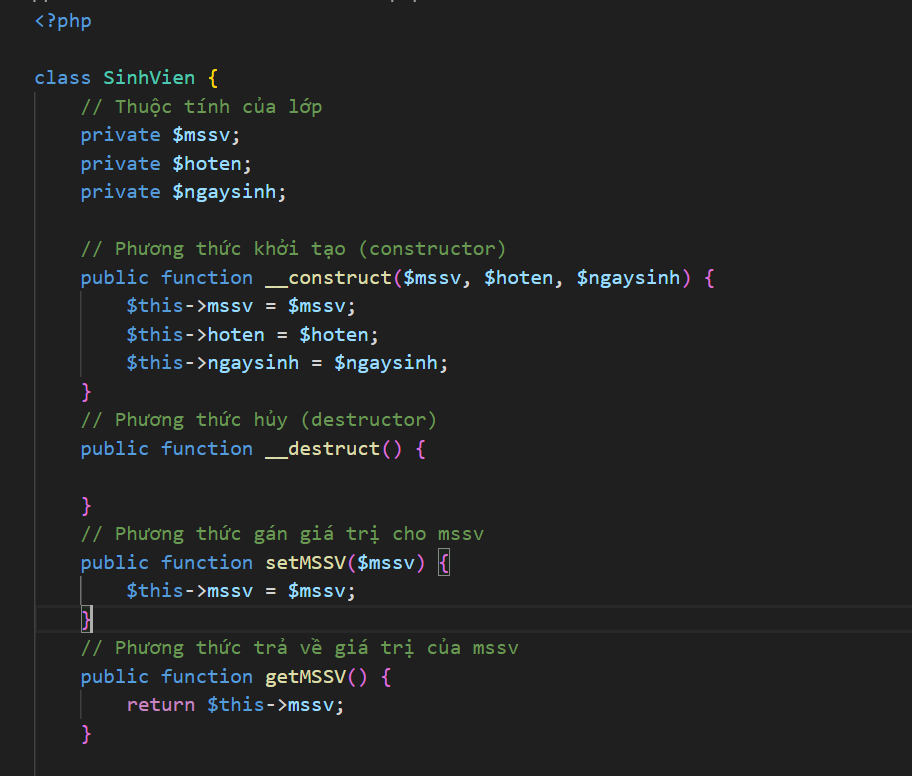 <?php
class SinhVien {
// Thuộc tính của lớp
private $mssv;
private $hoten;
private $ngaysinh;
// Phương thức khởi tạo (constructor)
public function __construct($mssv, $hoten, $ngaysinh) {
$this->mssv = $mssv;
$this->hoten = $hoten;
$this->ngaysinh = $ngaysinh;
}
// Phương thức hủy (destructor)
public function __destruct() {
}
// Phương thức gán giá trị cho mssv
public function setMSSV($mssv) {
$this->mssv = $mssv;
}
// Phương thức trả về giá trị của mssv
public function getMSSV() {
return $this->mssv;
}